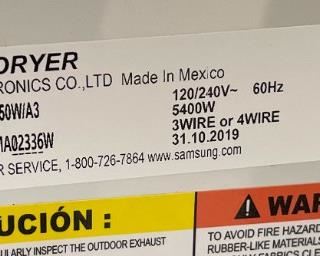 DRYER
RONICS CO.,LTD Made In Mexico
50W/A3 120/240V~ 60Hz
5400W
3WIRE or 4WIRE
MA02336W 31.10.2019
R SERVICE, 1-800-726-7864 www.samsung.com
UCIÓN :
ULARLY INSPECT THE OUTDOOR EXHAUST
WAR
TO AVOID FIRE HAZARD
RUBBER-LIKE MATERIALS
FABRICS CLE